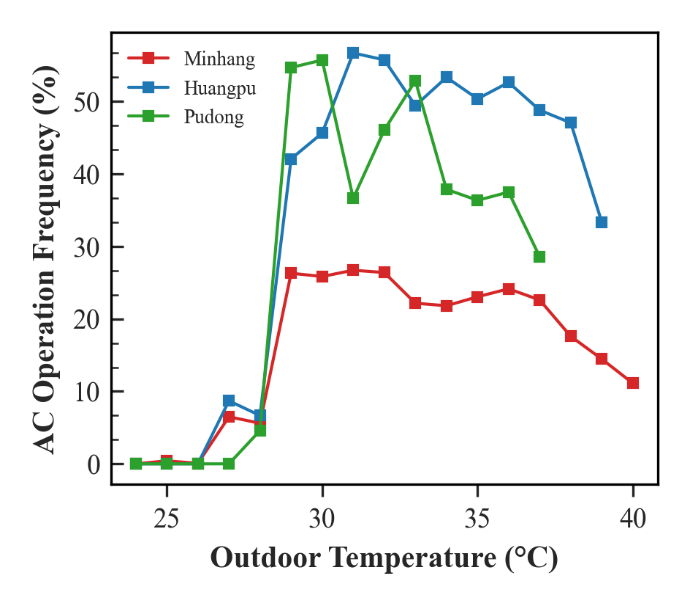 Minhang
Huangpu
Pudong
50
40
30
20
10
0
25 30 35 40
AC Operation Frequency (%)
Outdoor Temperature (°C)